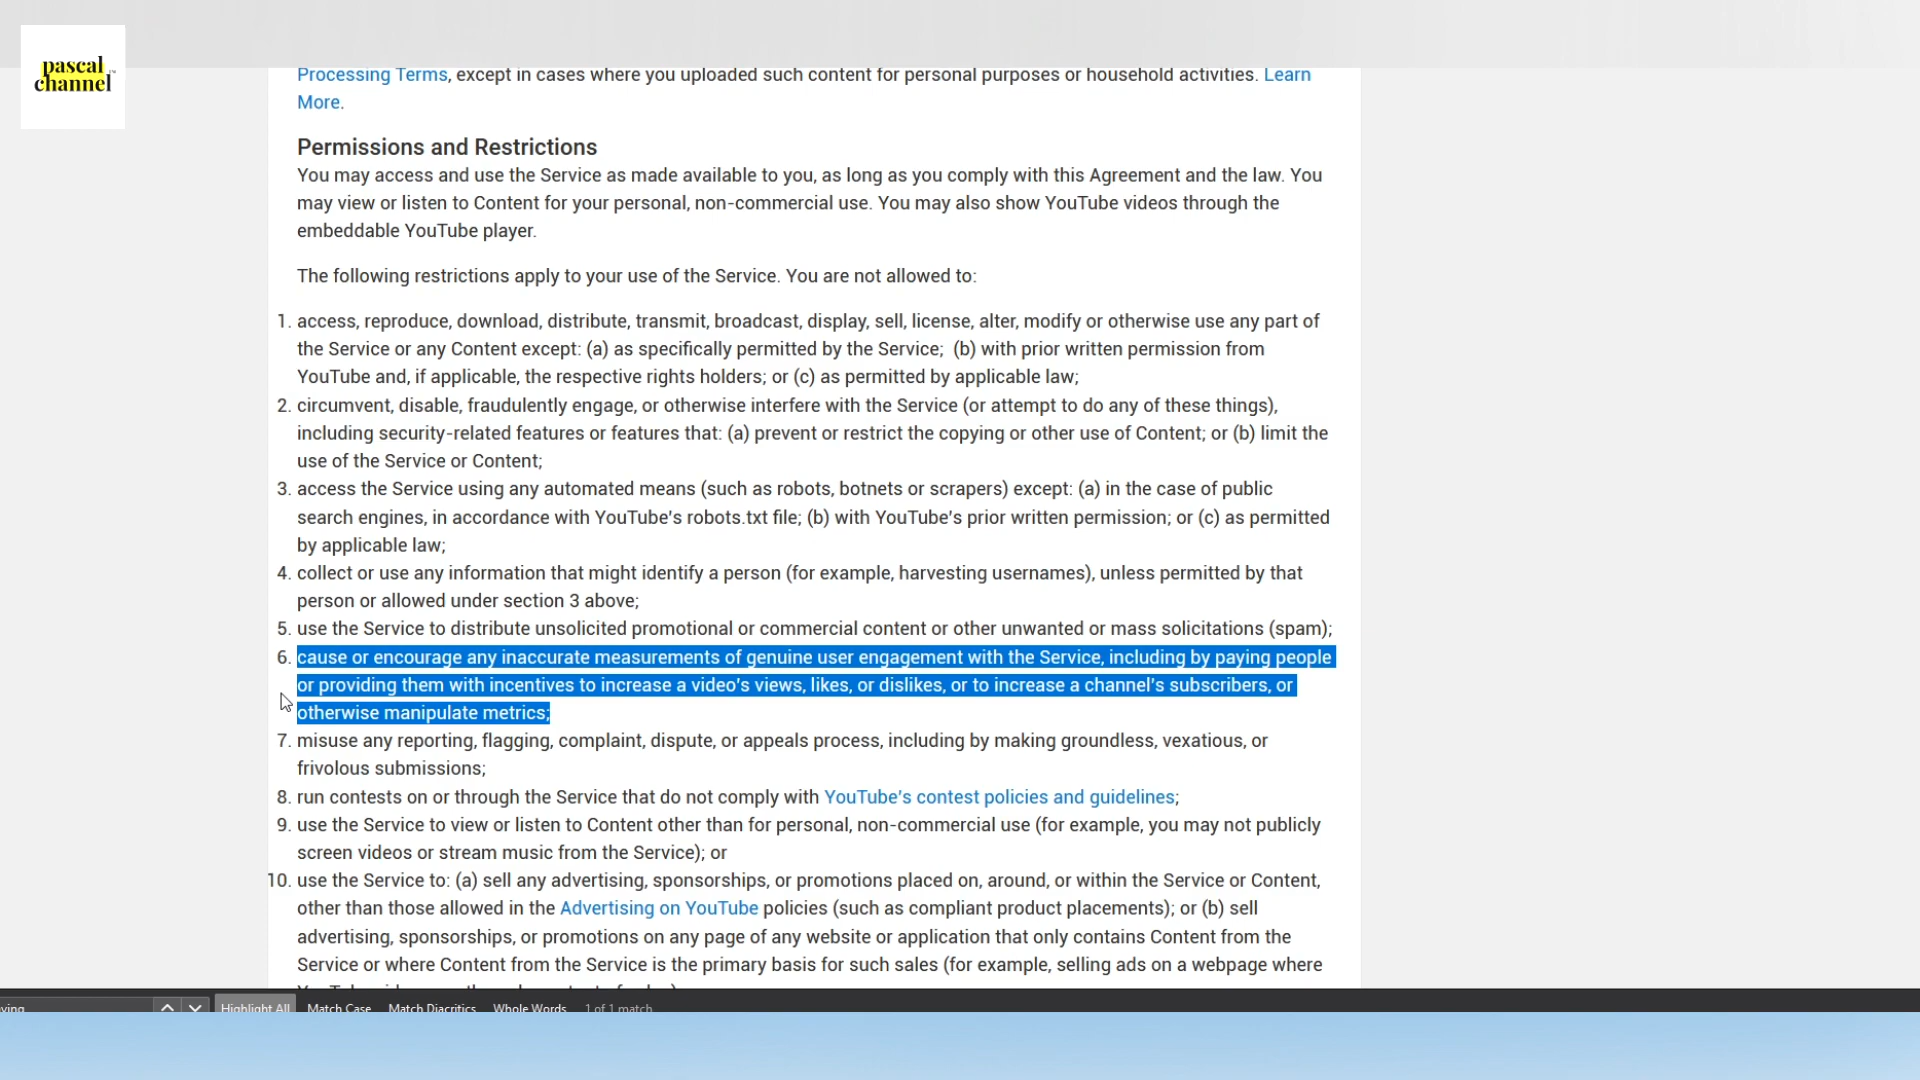 pascal
channel™
Processing Terms, except in cases where you uploaded such content for personal purposes or household activities. Learn
More.
Permissions and Restrictions
You may access and use the Service as made available to you, as long as you comply with this Agreement and the law. You
may view or listen to Content for your personal, non-commercial use. You may also show YouTube videos through the
embeddable YouTube player.
The following restrictions apply to your use of the Service. You are not allowed to:
1. access, reproduce, download, distribute, transmit, broadcast, display, sell, license, alter, modify or otherwise use any part of
the Service or any Content except: (a) as specifically permitted by the Service;  (b) with prior written permission from
YouTube and, if applicable, the respective rights holders; or (c) as permitted by applicable law;
2. circumvent, disable, fraudulently engage, or otherwise interfere with the Service (or attempt to do any of these things),
including security-related features or features that: (a) prevent or restrict the copying or other use of Content; or (b) limit the
use of the Service or Content;
3. access the Service using any automated means (such as robots, botnets or scrapers) except: (a) in the case of public
search engines, in accordance with YouTube's robots.txt file; (b) with YouTube's prior written permission; or (c) as permitted
by applicable law;
4. collect or use any information that might identify a person (for example, harvesting usernames), unless permitted by that
person or allowed under section 3 above;
5. use the Service to distribute unsolicited promotional or commercial content or other unwanted or mass solicitations (spam);
6. cause or encourage any inaccurate measurements of genuine user engagement with the Service, including by paying people
or providing them with incentives to increase a video's views, likes, or dislikes, or to increase a channel's subscribers, or
otherwise manipulate metrics;
7. misuse any reporting, flagging, complaint, dispute, or appeals process, including by making groundless, vexatious, or
frivolous submissions;
8. run contests on or through the Service that do not comply with YouTube's contest policies and guidelines;
9. use the Service to view or listen to Content other than for personal, non-commercial use (for example, you may not publicly
screen videos or stream music from the Service); or
10. use the Service to: (a) sell any advertising, sponsorships, or promotions placed on, around, or within the Service or Content,
other than those allowed in the Advertising on YouTube policies (such as compliant product placements); or (b) sell
advertising, sponsorships, or promotions on any page of any website or application that only contains Content from the
Service or where Content from the Service is the primary basis for such sales (for example, selling ads on a webpage where
ying Highlight All Match Case Match Diacritics Whole Words 1 of 1 match